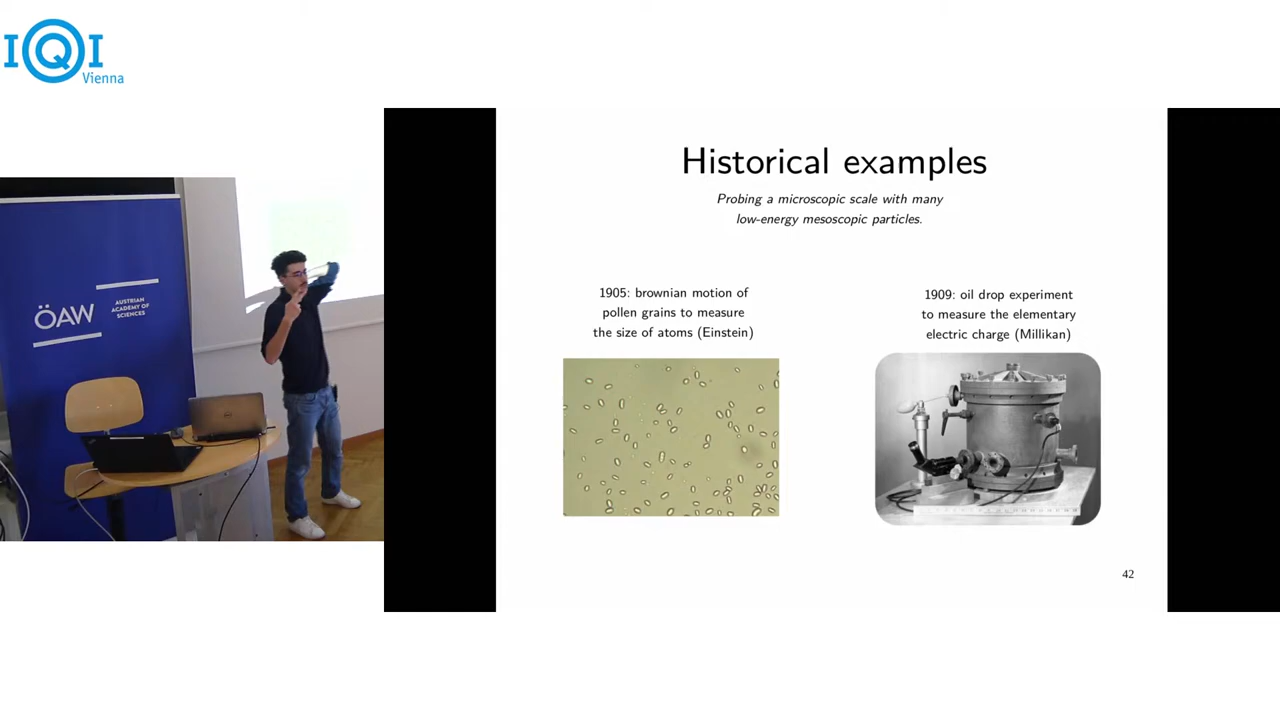 IQI
Vienna
ÖAW
AUSTRIAN
ACADEMY OF
SCIENCES
Historical examples
Probing a microscopic scale with many
low-energy mesoscopic particles.
1905: brownian motion of
pollen grains to measure
the size of atoms (Einstein)
1909: oil drop experiment
to measure the elementary
electric charge (Millikan)
42